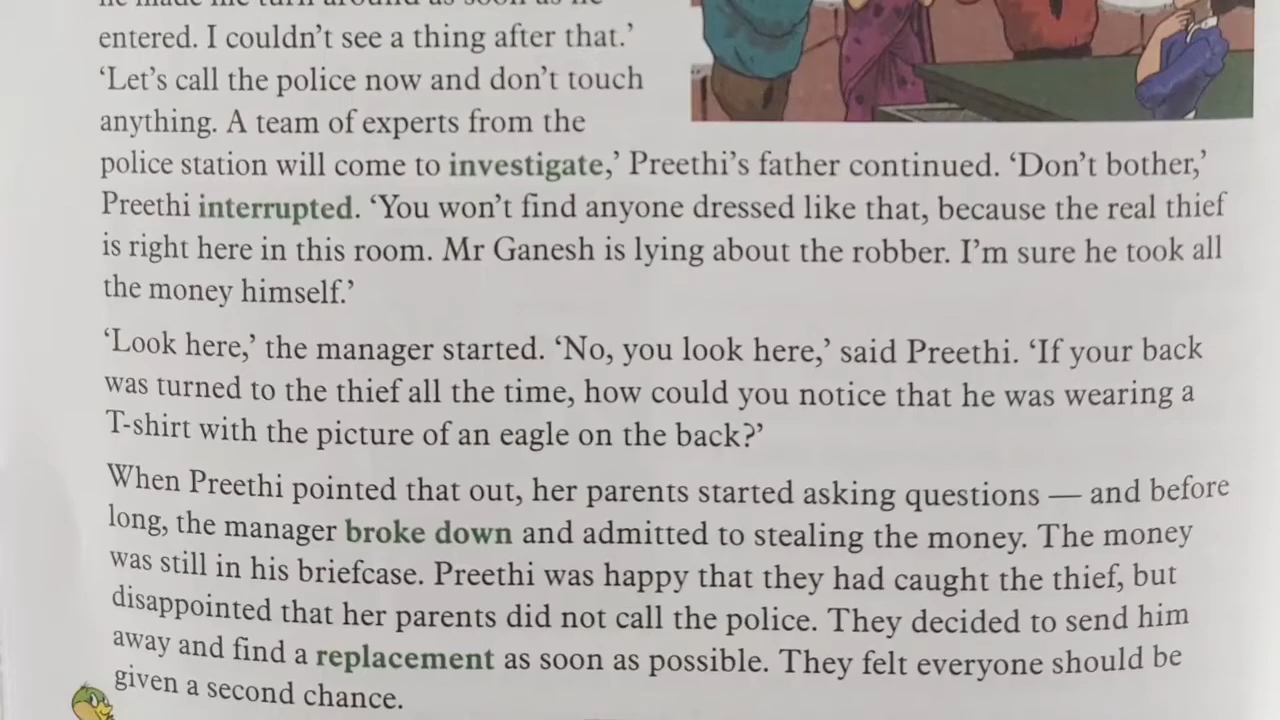 he made me turn around as soon as he
entered. I couldn’t see a thing after that.’
‘Let’s call the police now and don’t touch
anything. A team of experts from the
police station will come to investigate,’ Preethi’s father continued. ‘Don’t bother,’
Preethi interrupted. ‘You won’t find anyone dressed like that, because the real thief
is right here in this room. Mr Ganesh is lying about the robber. I’m sure he took all
the money himself.’
‘Look here,’ the manager started. ‘No, you look here,’ said Preethi. ‘If your back
was turned to the thief all the time, how could you notice that he was wearing a
T-shirt with the picture of an eagle on the back?’
When Preethi pointed that out, her parents started asking questions — and before
long, the manager broke down and admitted to stealing the money. The money
was still in his briefcase. Preethi was happy that they had caught the thief, but
disappointed that her parents did not call the police. They decided to send him
away and find a replacement as soon as possible. They felt everyone should be
given a second chance.